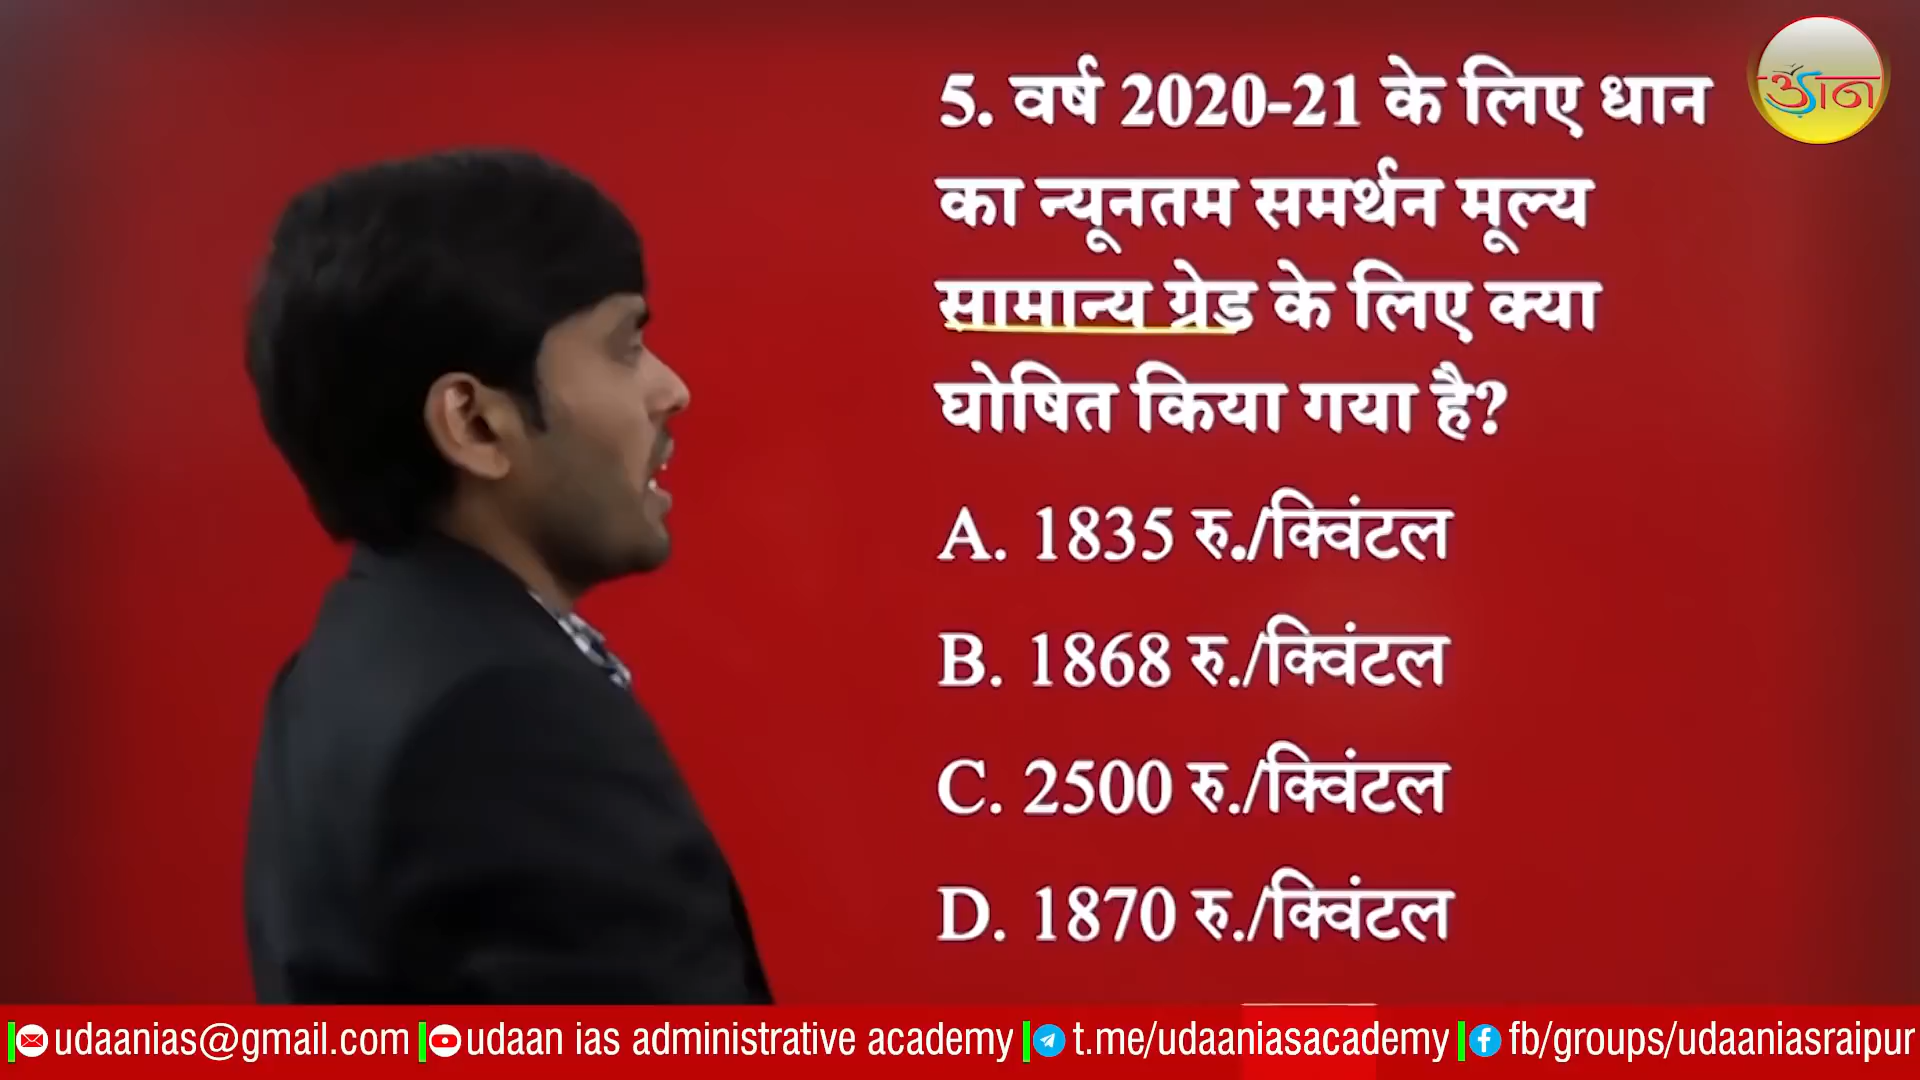 5. वर्ष 2020-21 के लिए धान
का न्यूनतम समर्थन मूल्य
सामान्य ग्रेड के लिए क्या
घोषित किया गया है?
A. 1835 रु./क्विंटल
B. 1868 रु./क्विंटल
C. 2500 रु./क्विंटल
D. 1870 रु./क्विंटल
उड़ान
udaanias@gmail.com udaan ias administrative academy t.me/udaaniasacademy fb/groups/udaaniasraipur